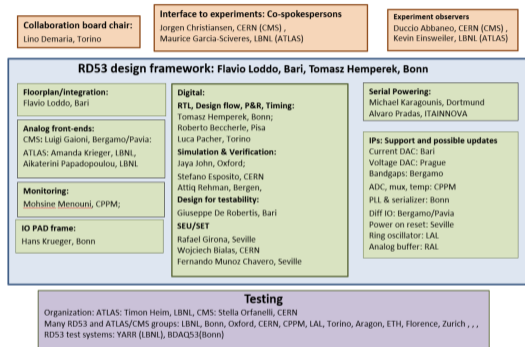 Collaboration board chair:
Lino Demaria, Torino
Interface to experiments: Co-spokespersons
Jorgen Christiansen, CERN (CMS) ,
Maurice Garcia-Sciveres, LBNL (ATLAS)
Experiment observers
Duccio Abbaneo, CERN (CMS) ,
Kevin Einsweiler, LBNL (ATLAS)
RD53 design framework: Flavio Loddo, Bari, Tomasz Hemperek, Bonn
Floorplan/integration:
Flavio Loddo, Bari
Analog front-ends:
CMS: Luigi Gaioni, Bergamo/Pavia:
ATLAS: Amanda Krieger, LBNL,
Aikaterini Papadopoulou, LBNL
Monitoring:
Mohsine Menouni, CPPM;
IO PAD frame:
Hans Krueger, Bonn
Digital:
RTL, Design flow, P&R, Timing:
Tomasz Hemperek, Bonn;
Roberto Beccherle, Pisa
Luca Pacher, Torino
Simulation & Verification:
Jaya John, Oxford;
Stefano Esposito, CERN
Attiq Rehman, Bergen,
Design for testability:
Giuseppe De Robertis, Bari
SEU/SET
Rafael Girona, Seville
Wojciech Bialas, CERN
Fernando Munoz Chavero, Seville
Serial Powering:
Michael Karagounis, Dortmund
Alvaro Pradas, ITAINNOVA
IPs: Support and possible updates
Current DAC: Bari
Voltage DAC: Prague
Bandgaps: Bergamo
ADC, mux, temp: CPPM
PLL & serializer: Bonn
Diff IO: Bergamo/Pavia
Power on reset: Seville
Ring oscillator: LAL
Analog buffer: RAL
Testing
Organization: ATLAS: Timon Heim, LBNL, CMS: Stella Orfanelli, CERN
Many RD53 and ATLAS/CMS groups: LBNL, Bonn, Oxford, CERN, CPPM, LAL, Torino, Aragon, ETH, Florence, Zurich , , ,
RD53 test systems: YARR (LBNL), BDAQ53(Bonn)